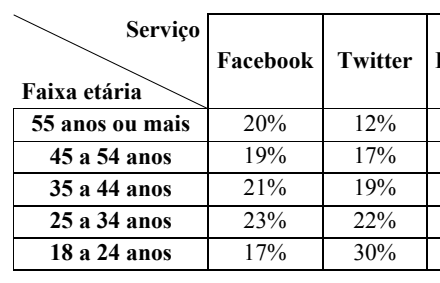 Serviço
Faixa etária
Facebook Twitter
55 anos ou mais 20% 12%
45 a 54 anos 19% 17%
35 a 44 anos 21% 19%
25 a 34 anos 23% 22%
18 a 24 anos 17% 30%